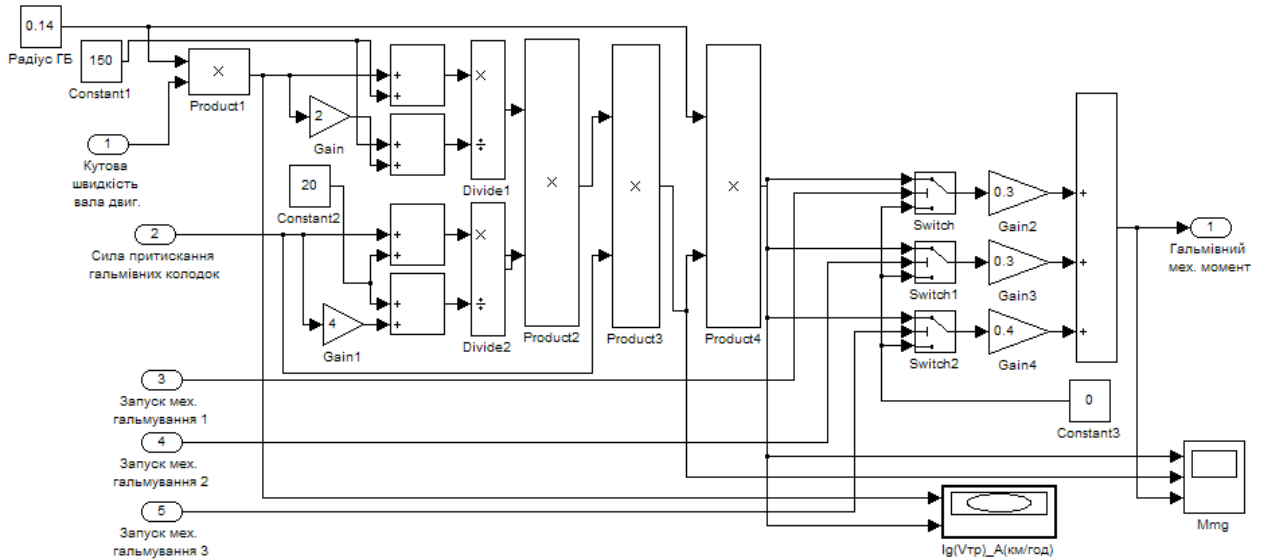 0.14
Радіус ГБ
150
Constant1
×
Product1
1
Кутова
швидкість
вала двиг.
2
Gain
20
Constant2
2
Сила притискання
гальмівних колодок
4
Gain1
+
+
+
+
+
+
+
+
×
÷
Divide1
×
÷
Divide2
×
Product2
×
Product3
×
Product4
Switch
0.3
Gain2
Switch1
0.3
Gain3
Switch2
0.4
Gain4
+
+
+
1
Гальмівний
мех. момент
3
Запуск мех.
гальмування 1
4
Запуск мех.
гальмування 2
5
Запуск мех.
гальмування 3
0
Constant3
Mmg
Ig(Vтр)_A(км/год)